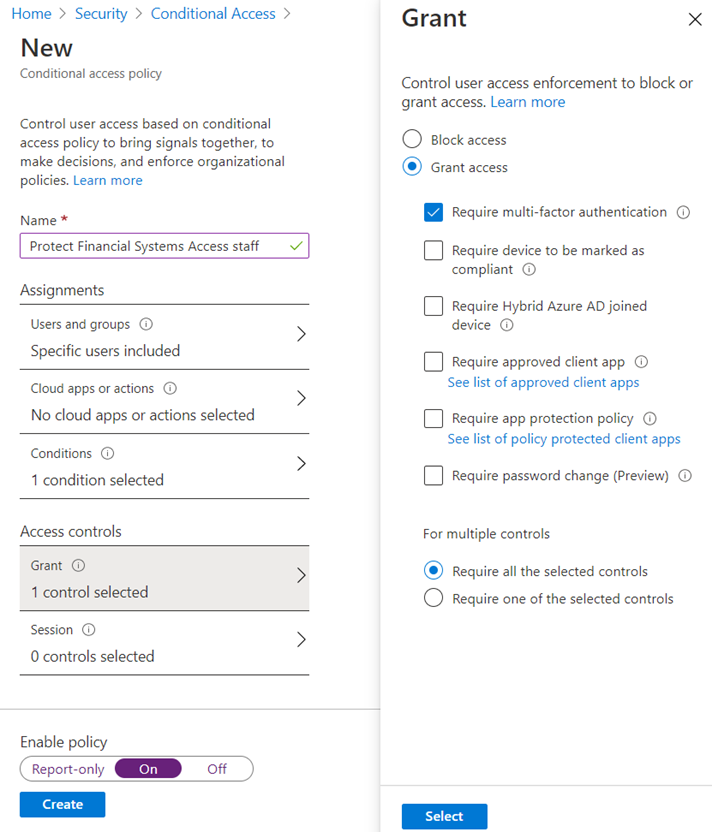 Home > Security > Conditional Access >
New
Conditional access policy
Control user access based on conditional
access policy to bring signals together, to
make decisions, and enforce organizational
policies. Learn more
Name *
Protect Financial Systems Access staff
Assignments
Users and groups
Specific users included
Cloud apps or actions
No cloud apps or actions selected
Conditions
1 condition selected
Access controls
Grant
1 control selected
Session
0 controls selected
Enable policy
Report-only On Off
Create
Grant
Control user access enforcement to block or
grant access. Learn more
Block access
Grant access
Require multi-factor authentication
Require device to be marked as
compliant
Require Hybrid Azure AD joined
device
Require approved client app
See list of approved client apps
Require app protection policy
See list of policy protected client apps
Require password change (Preview)
For multiple controls
Require all the selected controls
Require one of the selected controls
Select